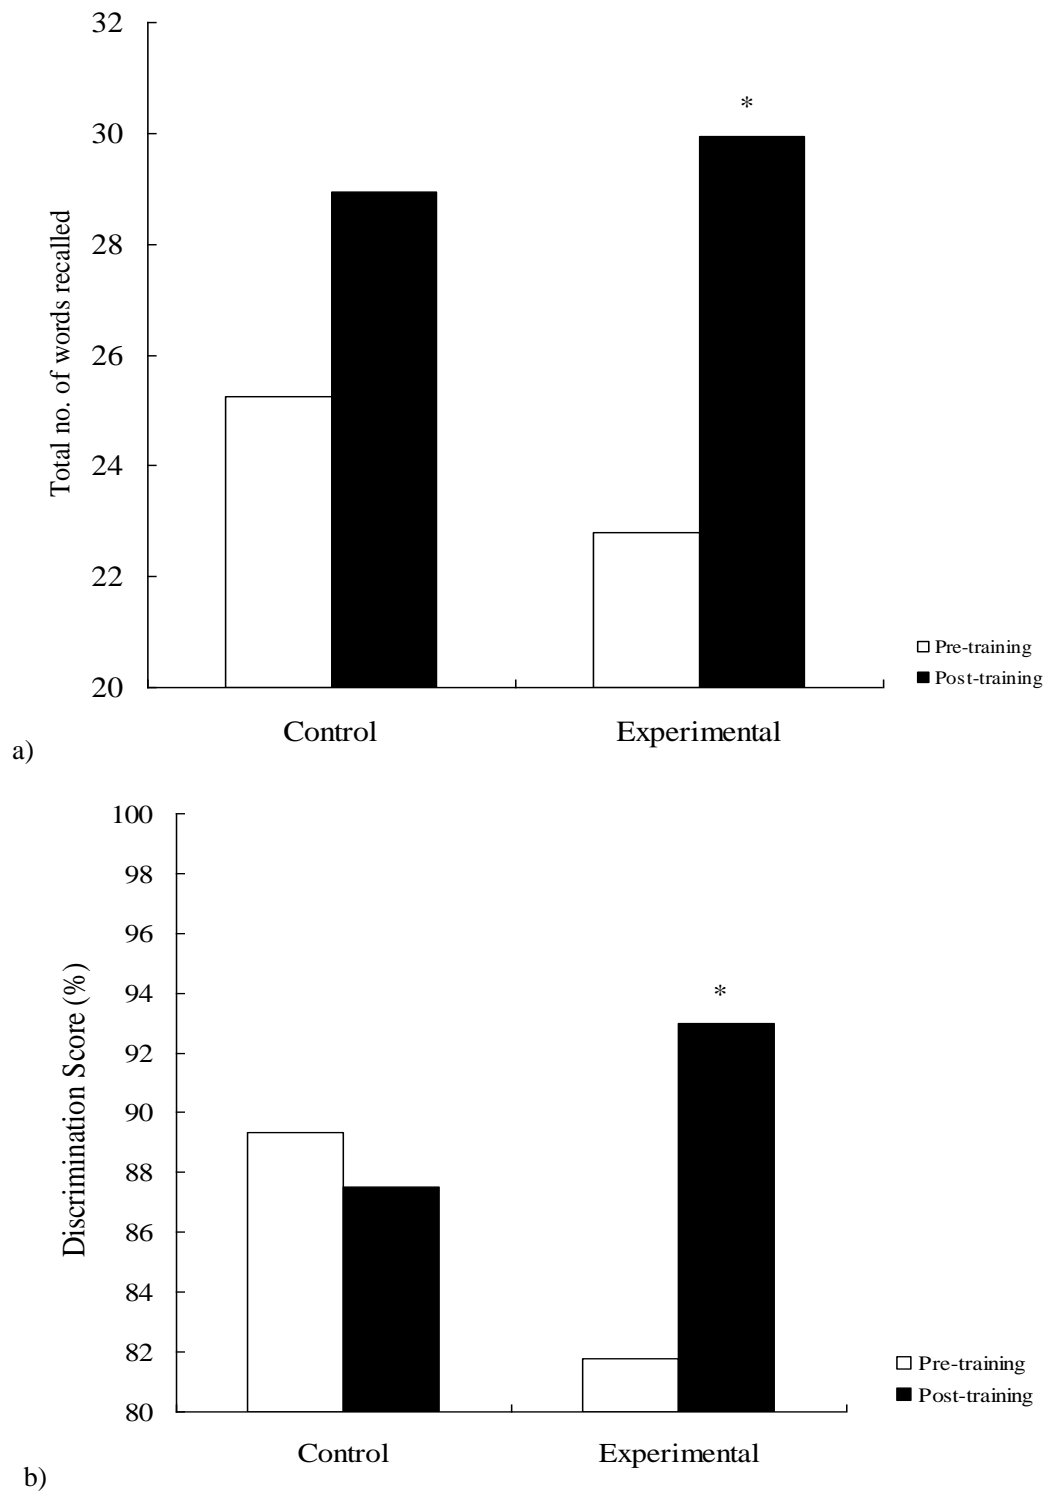 32
30
28
26
24
22
20
Total no. of words recalled
*
Control
Experimental
Pre-training
Post-training
a)
100
98
96
94
92
90
88
86
84
82
80
Discrimination Score (%)
*
Control
Experimental
Pre-training
Post-training
b)